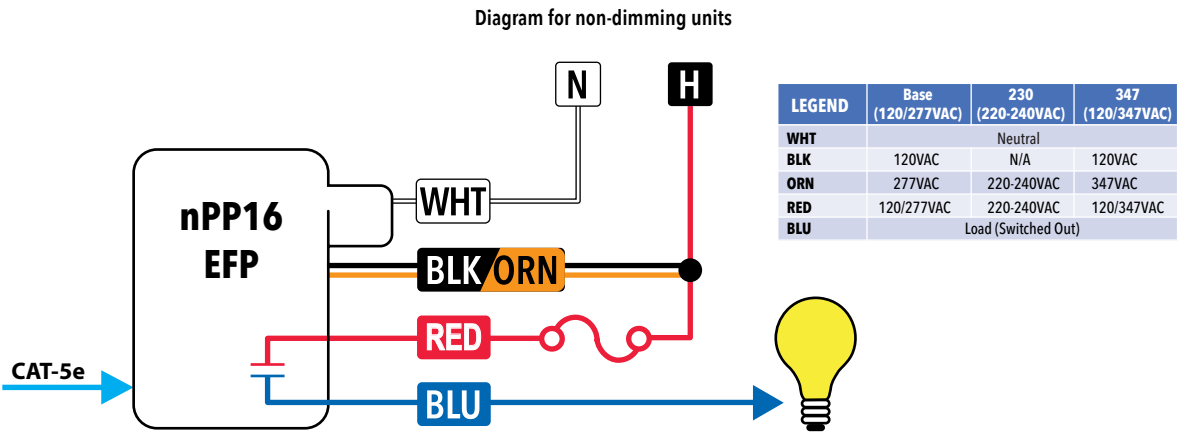 Diagram for non-dimming units
N
H
LEGEND Base (120/277VAC) 230 (220-240VAC) 347 (120/347VAC)
WHT Neutral
BLK 120VAC N/A 120VAC
ORN 277VAC 220-240VAC 347VAC
RED 120/277VAC 220-240VAC 120/347VAC
BLU Load (Switched Out)
nPP16
EFP
WHT
BLK/ORN
RED
CAT-5e
BLU